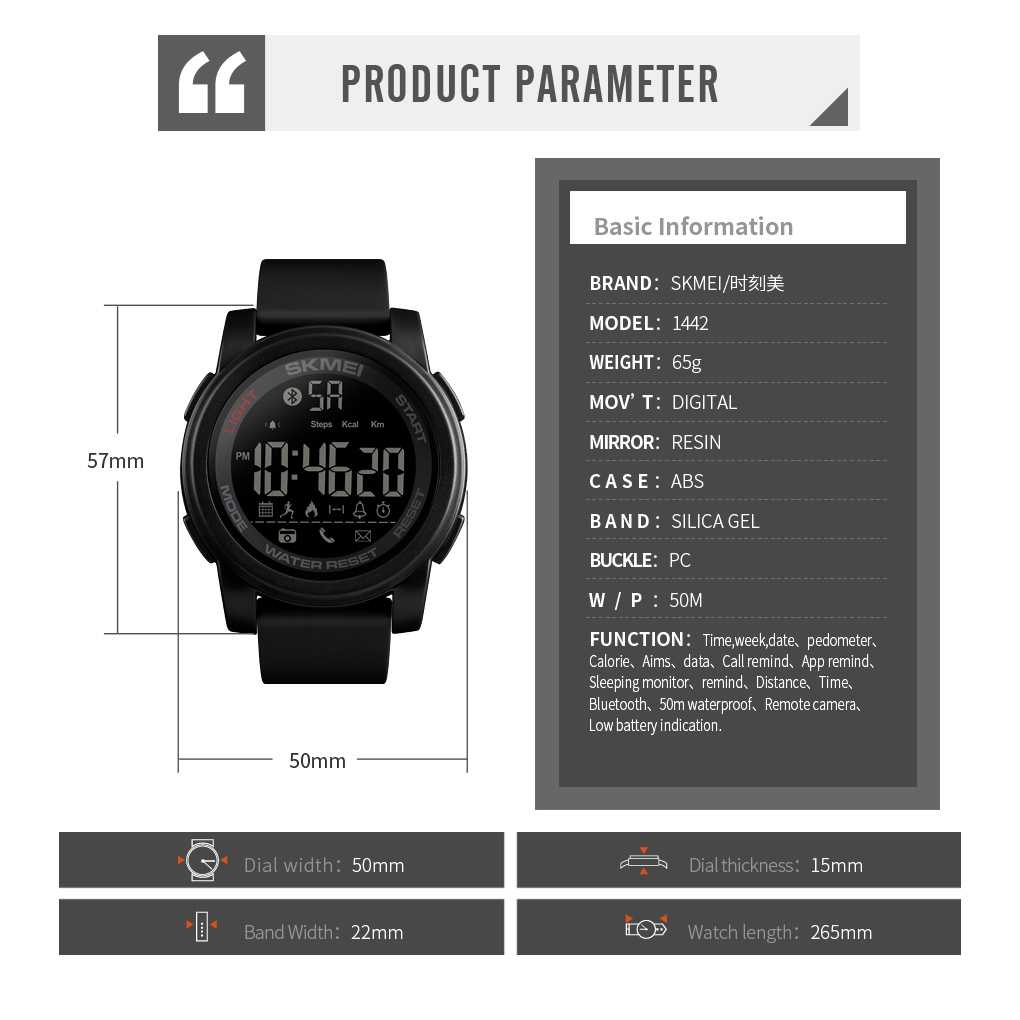 PRODUCT PARAMETER
Basic Information
BRAND：SKMEI/时刻美
MODEL：1442
WEIGHT：65g
MOV’T：DIGITAL
MIRROR：RESIN
CASE：ABS
BAND：SILICA GEL
BUCKLE：PC
W/P：50M
FUNCTION：Time,week,date、pedometer、
Calorie、Aims、data、Call remind、App remind、
Sleeping monitor、remind、Distance、Time、
Bluetooth、50m waterproof、Remote camera、
Low battery indication.
SKMEI
LIGHT
START
SA
Steps Kcal Km
PM 10:46 20
MODE
RESET
WATER RESET
57mm
50mm
Dial width：50mm
Dial thickness：15mm
Band Width：22mm
Watch length：265mm